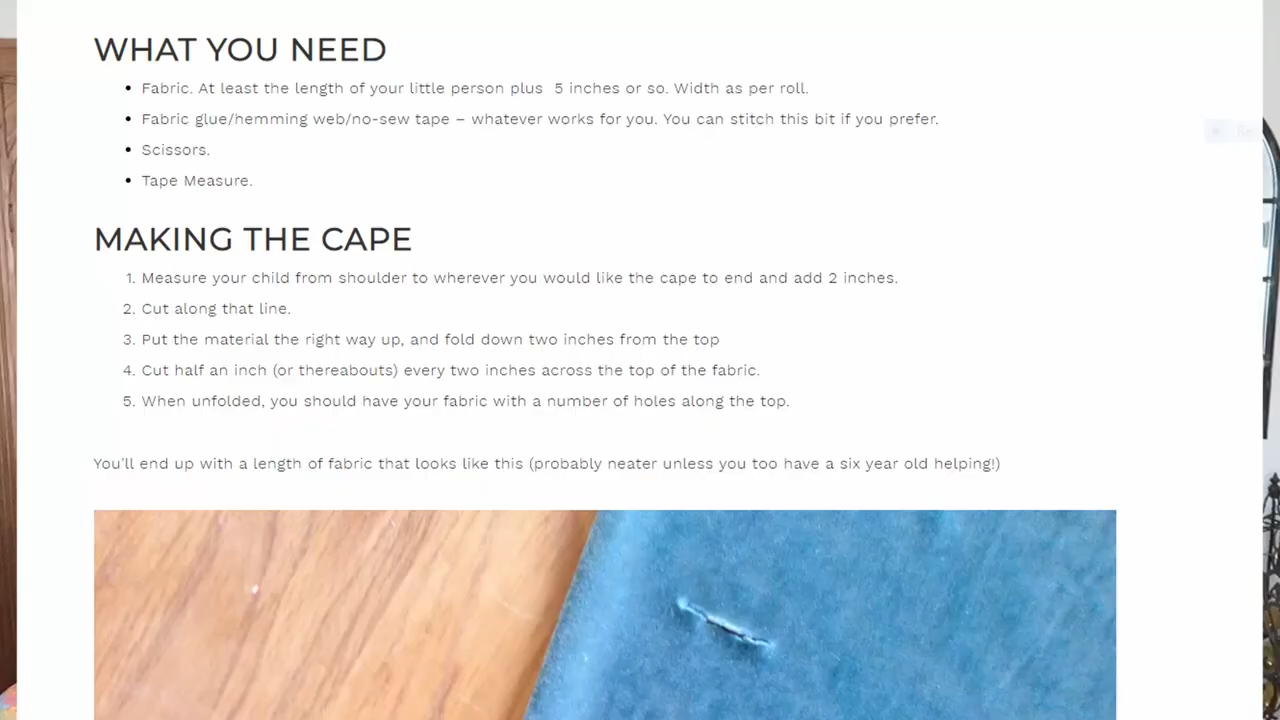 WHAT YOU NEED
• Fabric. At least the length of your little person plus  5 inches or so. Width as per roll.
• Fabric glue/hemming web/no-sew tape – whatever works for you. You can stitch this bit if you prefer.
• Scissors.
• Tape Measure.
MAKING THE CAPE
1. Measure your child from shoulder to wherever you would like the cape to end and add 2 inches.
2. Cut along that line.
3. Put the material the right way up, and fold down two inches from the top
4. Cut half an inch (or thereabouts) every two inches across the top of the fabric.
5. When unfolded, you should have your fabric with a number of holes along the top.
You'll end up with a length of fabric that looks like this (probably neater unless you too have a six year old helping!)